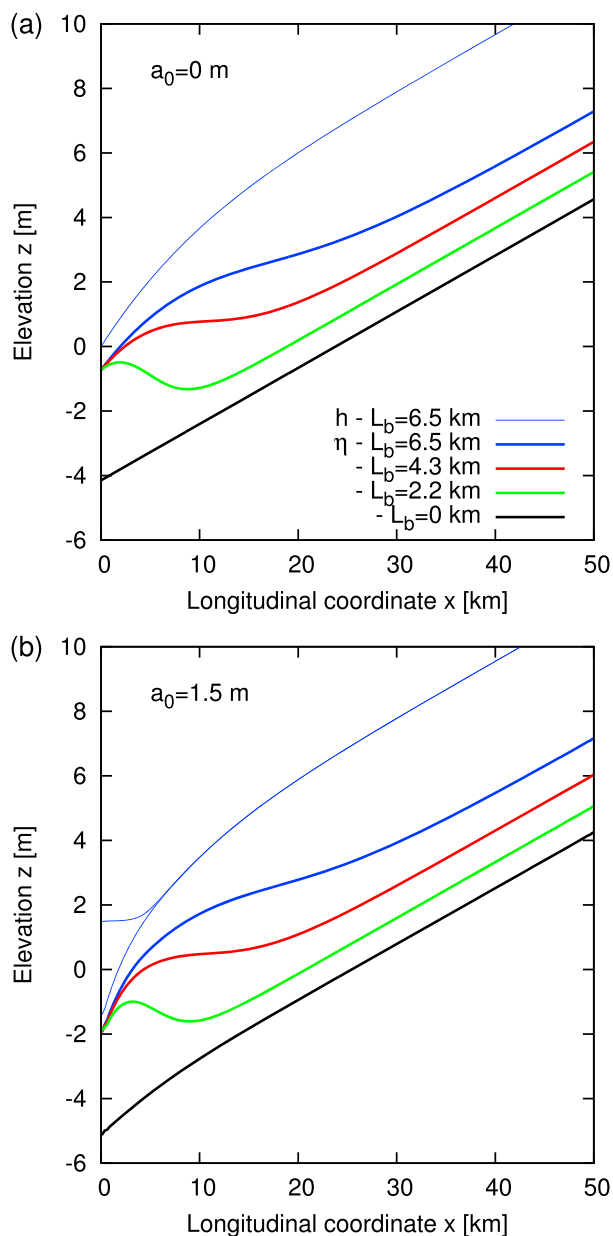 (a)
a0=0 m
Elevation z [m]
10
8
6
4
2
0
-2
-4
-6
h - Lb=6.5 km
η - Lb=6.5 km
- Lb=4.3 km
- Lb=2.2 km
- Lb=0 km
0 10 20 30 40 50
Longitudinal coordinate x [km]
(b)
a0=1.5 m
Elevation z [m]
10
8
6
4
2
0
-2
-4
-6
0 10 20 30 40 50
Longitudinal coordinate x [km]